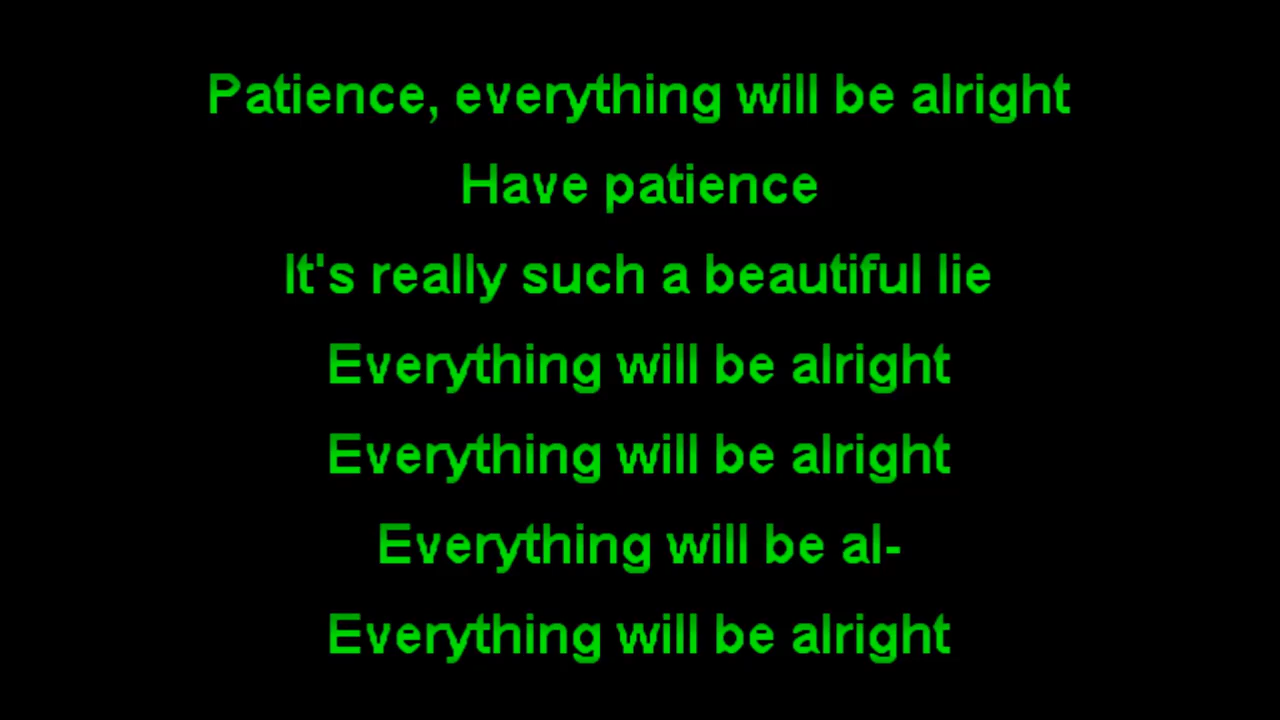 Patience, everything will be alright
Have patience
It's really such a beautiful lie
Everything will be alright
Everything will be alright
Everything will be al-
Everything will be alright